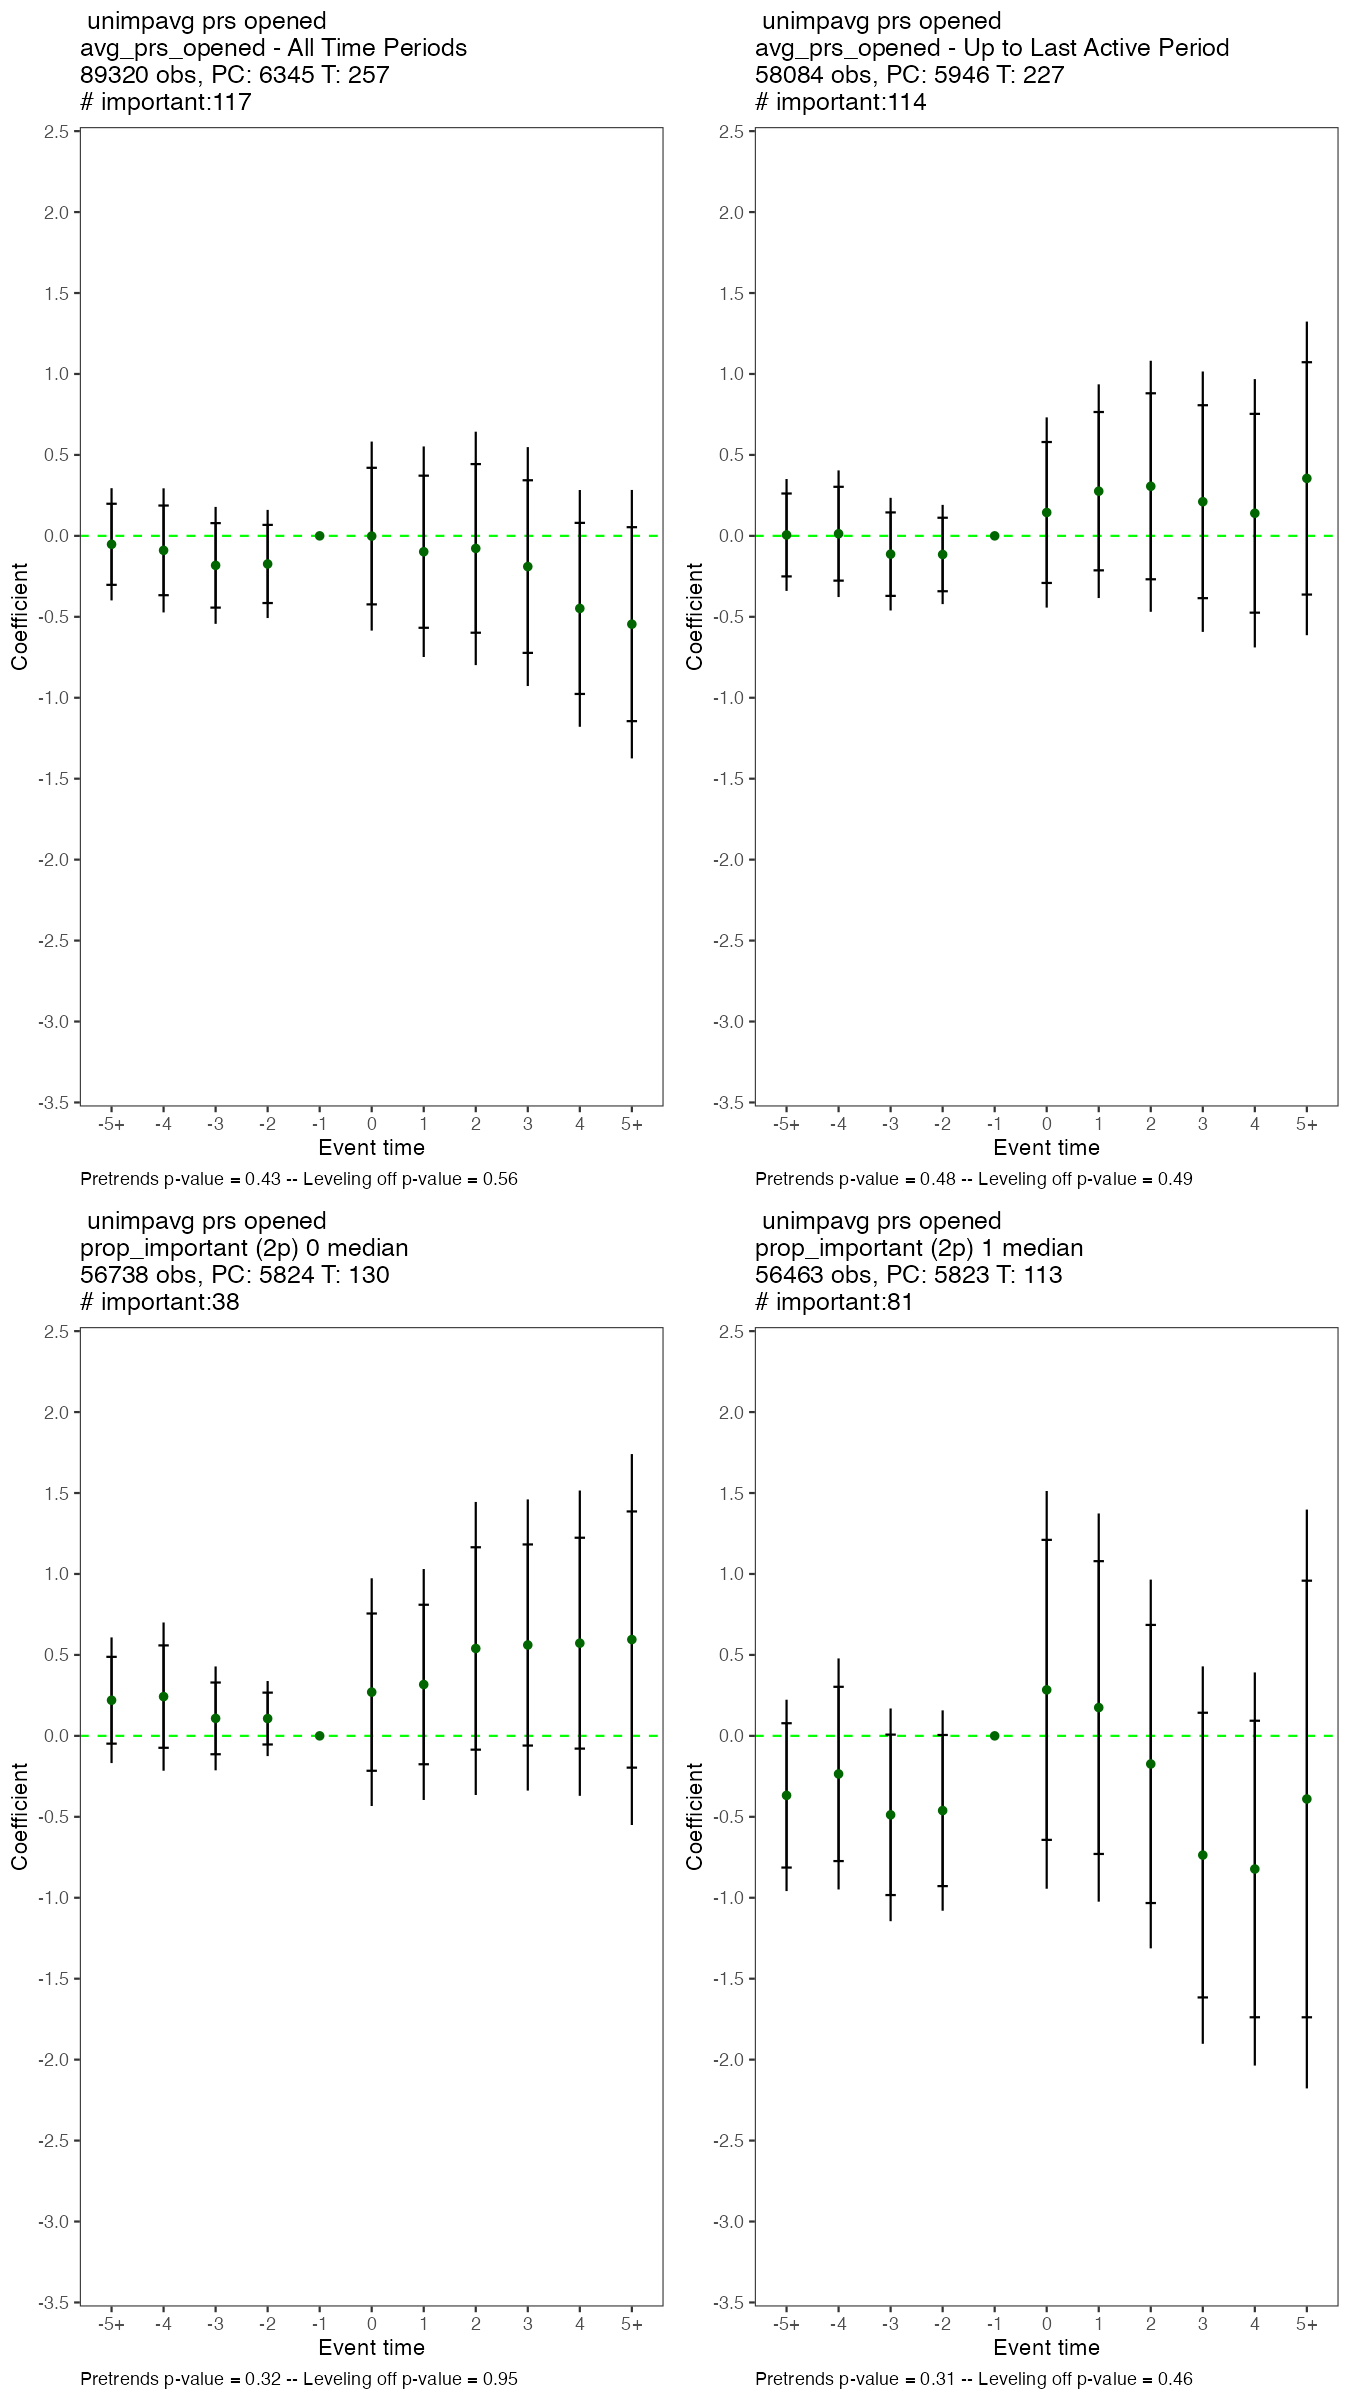 unimpavg prs opened
avg_prs_opened - All Time Periods
89320 obs, PC: 6345 T: 257
# important:117
2.5
2.0
1.5
1.0
0.5
0.0
-0.5
-1.0
-1.5
-2.0
-2.5
-3.0
-3.5
Coefficient
-5+ -4 -3 -2 -1 0 1 2 3 4 5+
Event time
Pretrends p-value = 0.43 -- Leveling off p-value = 0.56
unimpavg prs opened
avg_prs_opened - Up to Last Active Period
58084 obs, PC: 5946 T: 227
# important:114
2.5
2.0
1.5
1.0
0.5
0.0
-0.5
-1.0
-1.5
-2.0
-2.5
-3.0
-3.5
Coefficient
-5+ -4 -3 -2 -1 0 1 2 3 4 5+
Event time
Pretrends p-value = 0.48 -- Leveling off p-value = 0.49
unimpavg prs opened
prop_important (2p) 0 median
56738 obs, PC: 5824 T: 130
# important:38
2.5
2.0
1.5
1.0
0.5
0.0
-0.5
-1.0
-1.5
-2.0
-2.5
-3.0
-3.5
Coefficient
-5+ -4 -3 -2 -1 0 1 2 3 4 5+
Event time
Pretrends p-value = 0.32 -- Leveling off p-value = 0.95
unimpavg prs opened
prop_important (2p) 1 median
56463 obs, PC: 5823 T: 113
# important:81
2.5
2.0
1.5
1.0
0.5
0.0
-0.5
-1.0
-1.5
-2.0
-2.5
-3.0
-3.5
Coefficient
-5+ -4 -3 -2 -1 0 1 2 3 4 5+
Event time
Pretrends p-value = 0.31 -- Leveling off p-value = 0.46